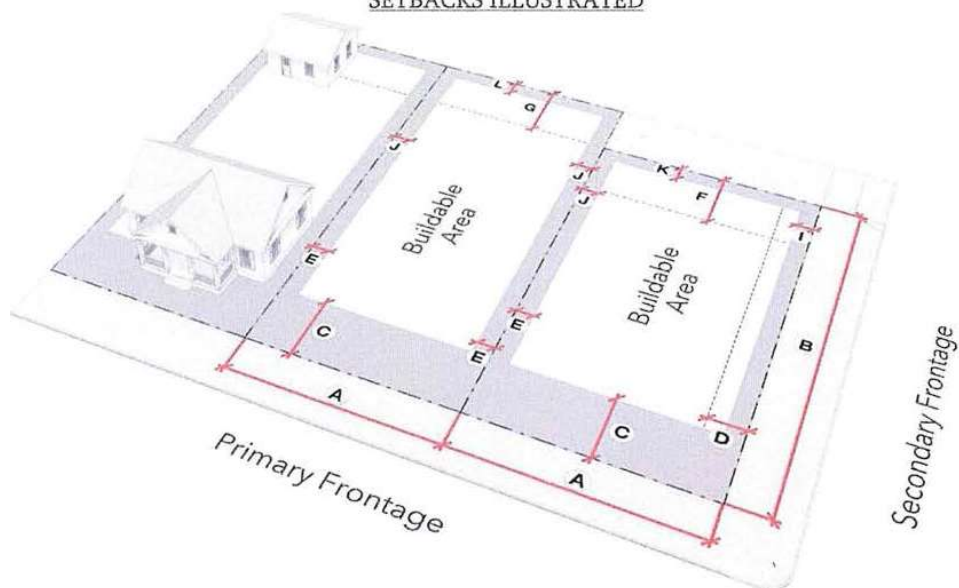 SETBACKS ILLUSTRATED
L
G
K
J
J
F
J
I
Buildable
Area
Buildable
Area
E
E
B
C
E
A
C
D
A
Primary Frontage
Secondary Frontage